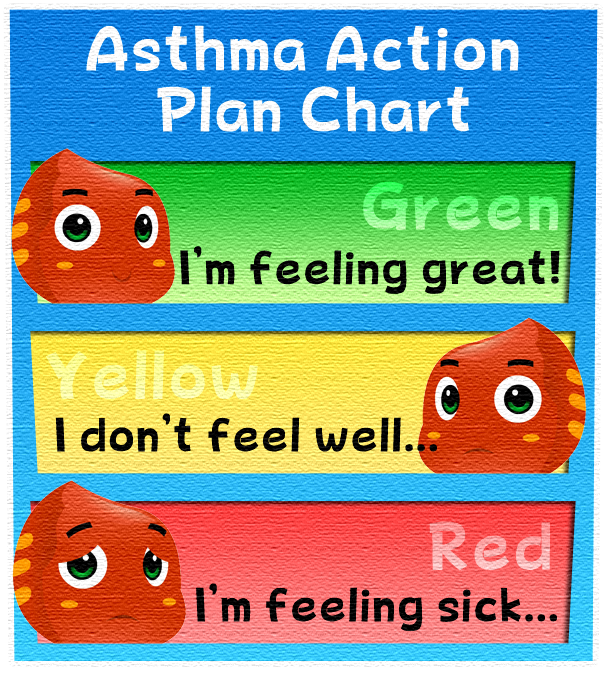 Asthma Action
Plan Chart
Green
I'm feeling great!
Yellow
I don't feel well...
Red
I'm feeling sick...